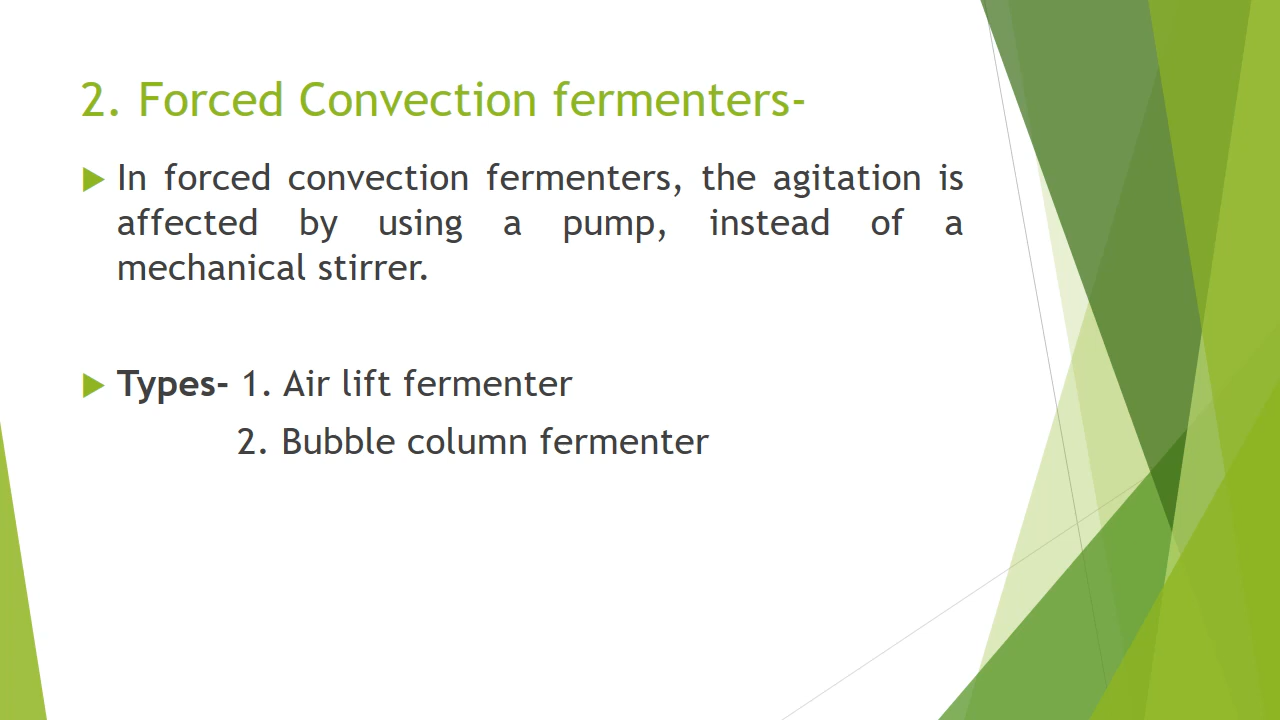 2. Forced Convection fermenters-
In forced convection fermenters, the agitation is
affected by using a pump, instead of a
mechanical stirrer.
Types- 1. Air lift fermenter
2. Bubble column fermenter